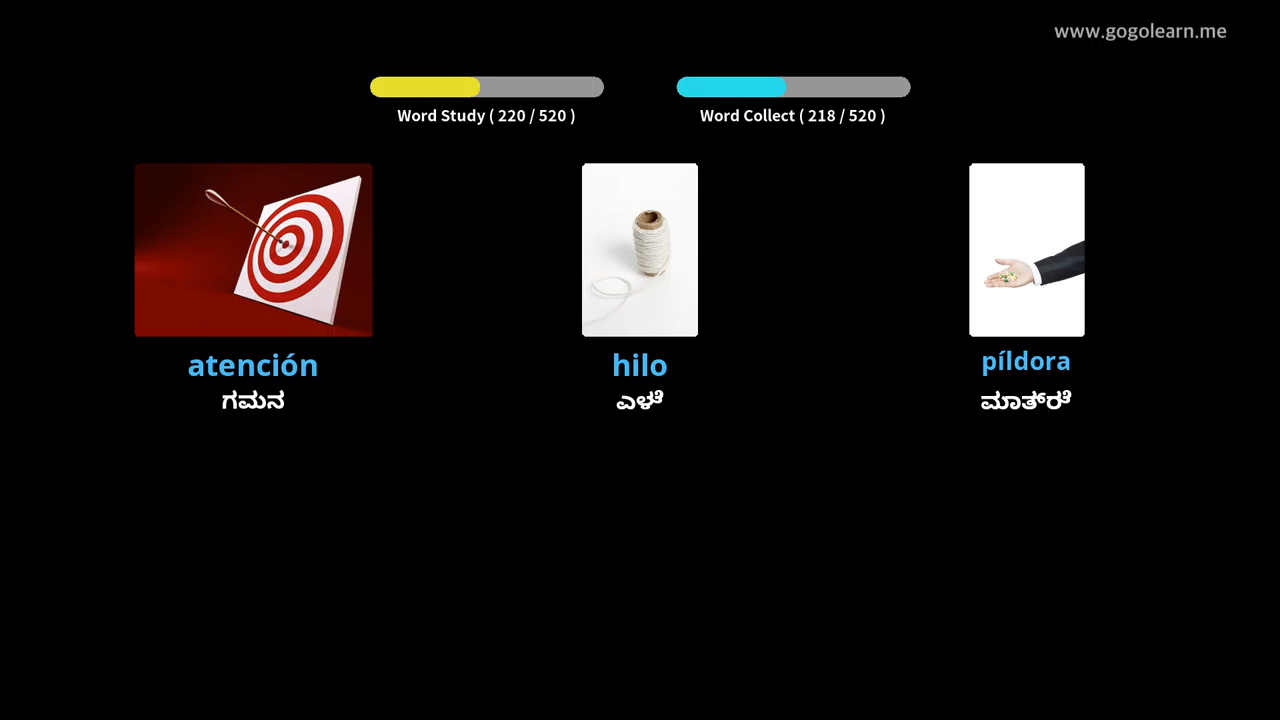 www.gogolearn.me
Word Study ( 220 / 520 )
Word Collect ( 218 / 520 )
atención
hilo
píldora
ಗಮನ
ಎಳೆ
ಮಾತ್ರೆ